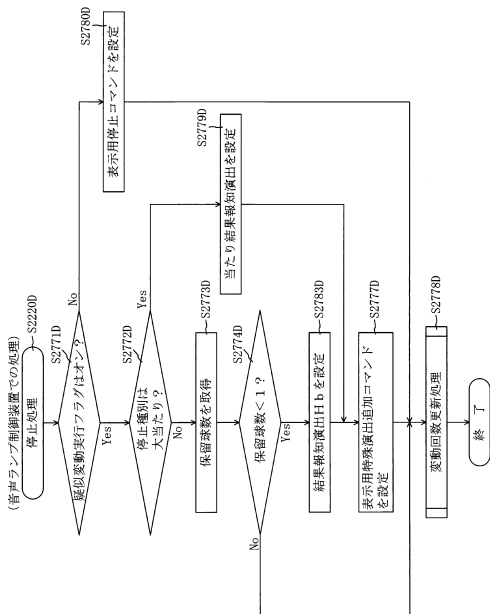 (音声ランプ制御装置での処理)
停止処理
S2220D
疑似変動実行フラグはオン?
S2771D
No
Yes
表示用停止コマンドを設定
S2780D
停止種別は
大当たり?
S2772D
Yes
No
当たり結果報知演出を設定
S2779D
保留球数を取得
S2773D
保留球数<1?
S2774D
No
Yes
結果報知演出Hbを設定
S2783D
表示用特殊演出追加コマンド
を設定
S2777D
変動回数更新処理
S2778D
終 了